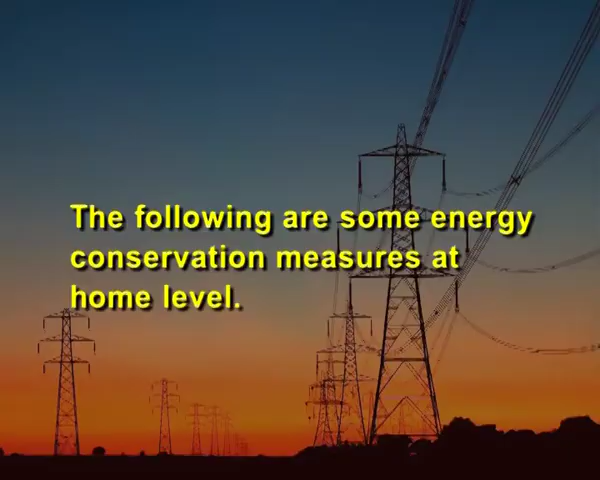 The following are some energy
conservation measures at
home level.